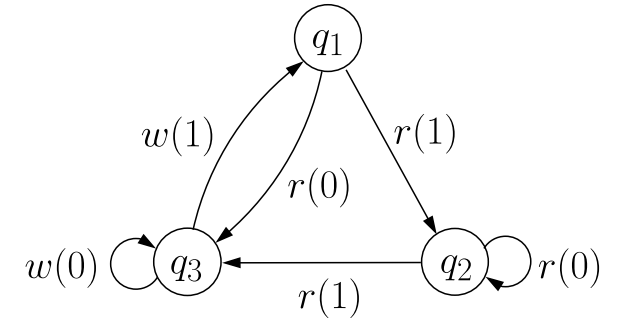 q₁
w(1)
r(1)
r(0)
w(0)
q₃
q₂
r(0)
r(1)